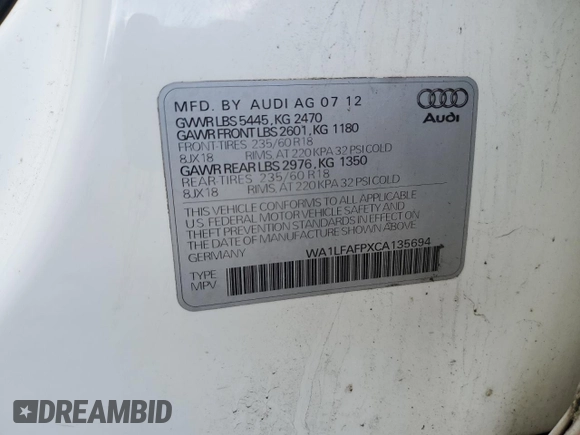 MFD. BY AUDI AG 07 12
GVWR LBS 5445, KG 2470
GAWR FRONT LBS 2601, KG 1180
FRONT-TIRES 235/60 R18
8JX18 RIMS, AT 220 KPA 32 PSI COLD
GAWR REAR LBS 2976, KG 1350
REAR-TIRES 235/60 R18
8JX18 RIMS, AT 220 KPA 32 PSI COLD
THIS VEHICLE CONFORMS TO ALL APPLICABLE
U.S. FEDERAL MOTOR VEHICLE SAFETY AND
THEFT PREVENTION STANDARDS IN EFFECT ON
THE DATE OF MANUFACTURE SHOWN ABOVE.
GERMANY WA1LFAFPXCA135694
TYPE
MPV
Audi
DREAMBID